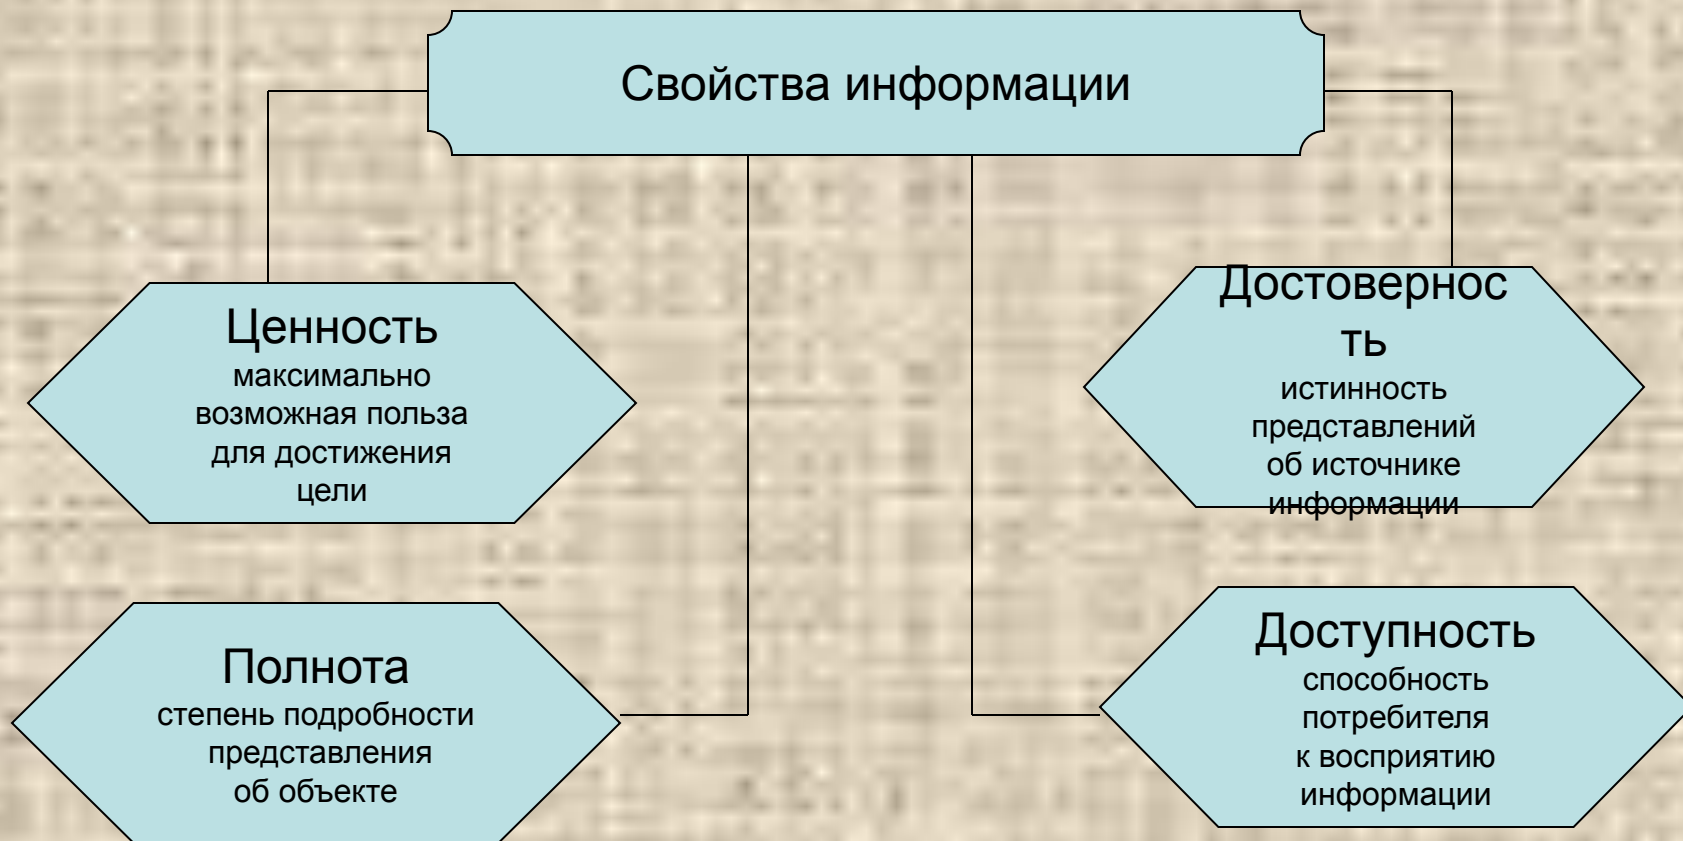 Свойства информации
Ценность
максимально
возможная польза
для достижения
цели
Достовернос
ть
истинность
представлений
об источнике
информации
Полнота
степень подробности
представления
об объекте
Доступность
способность
потребителя
к восприятию
информации